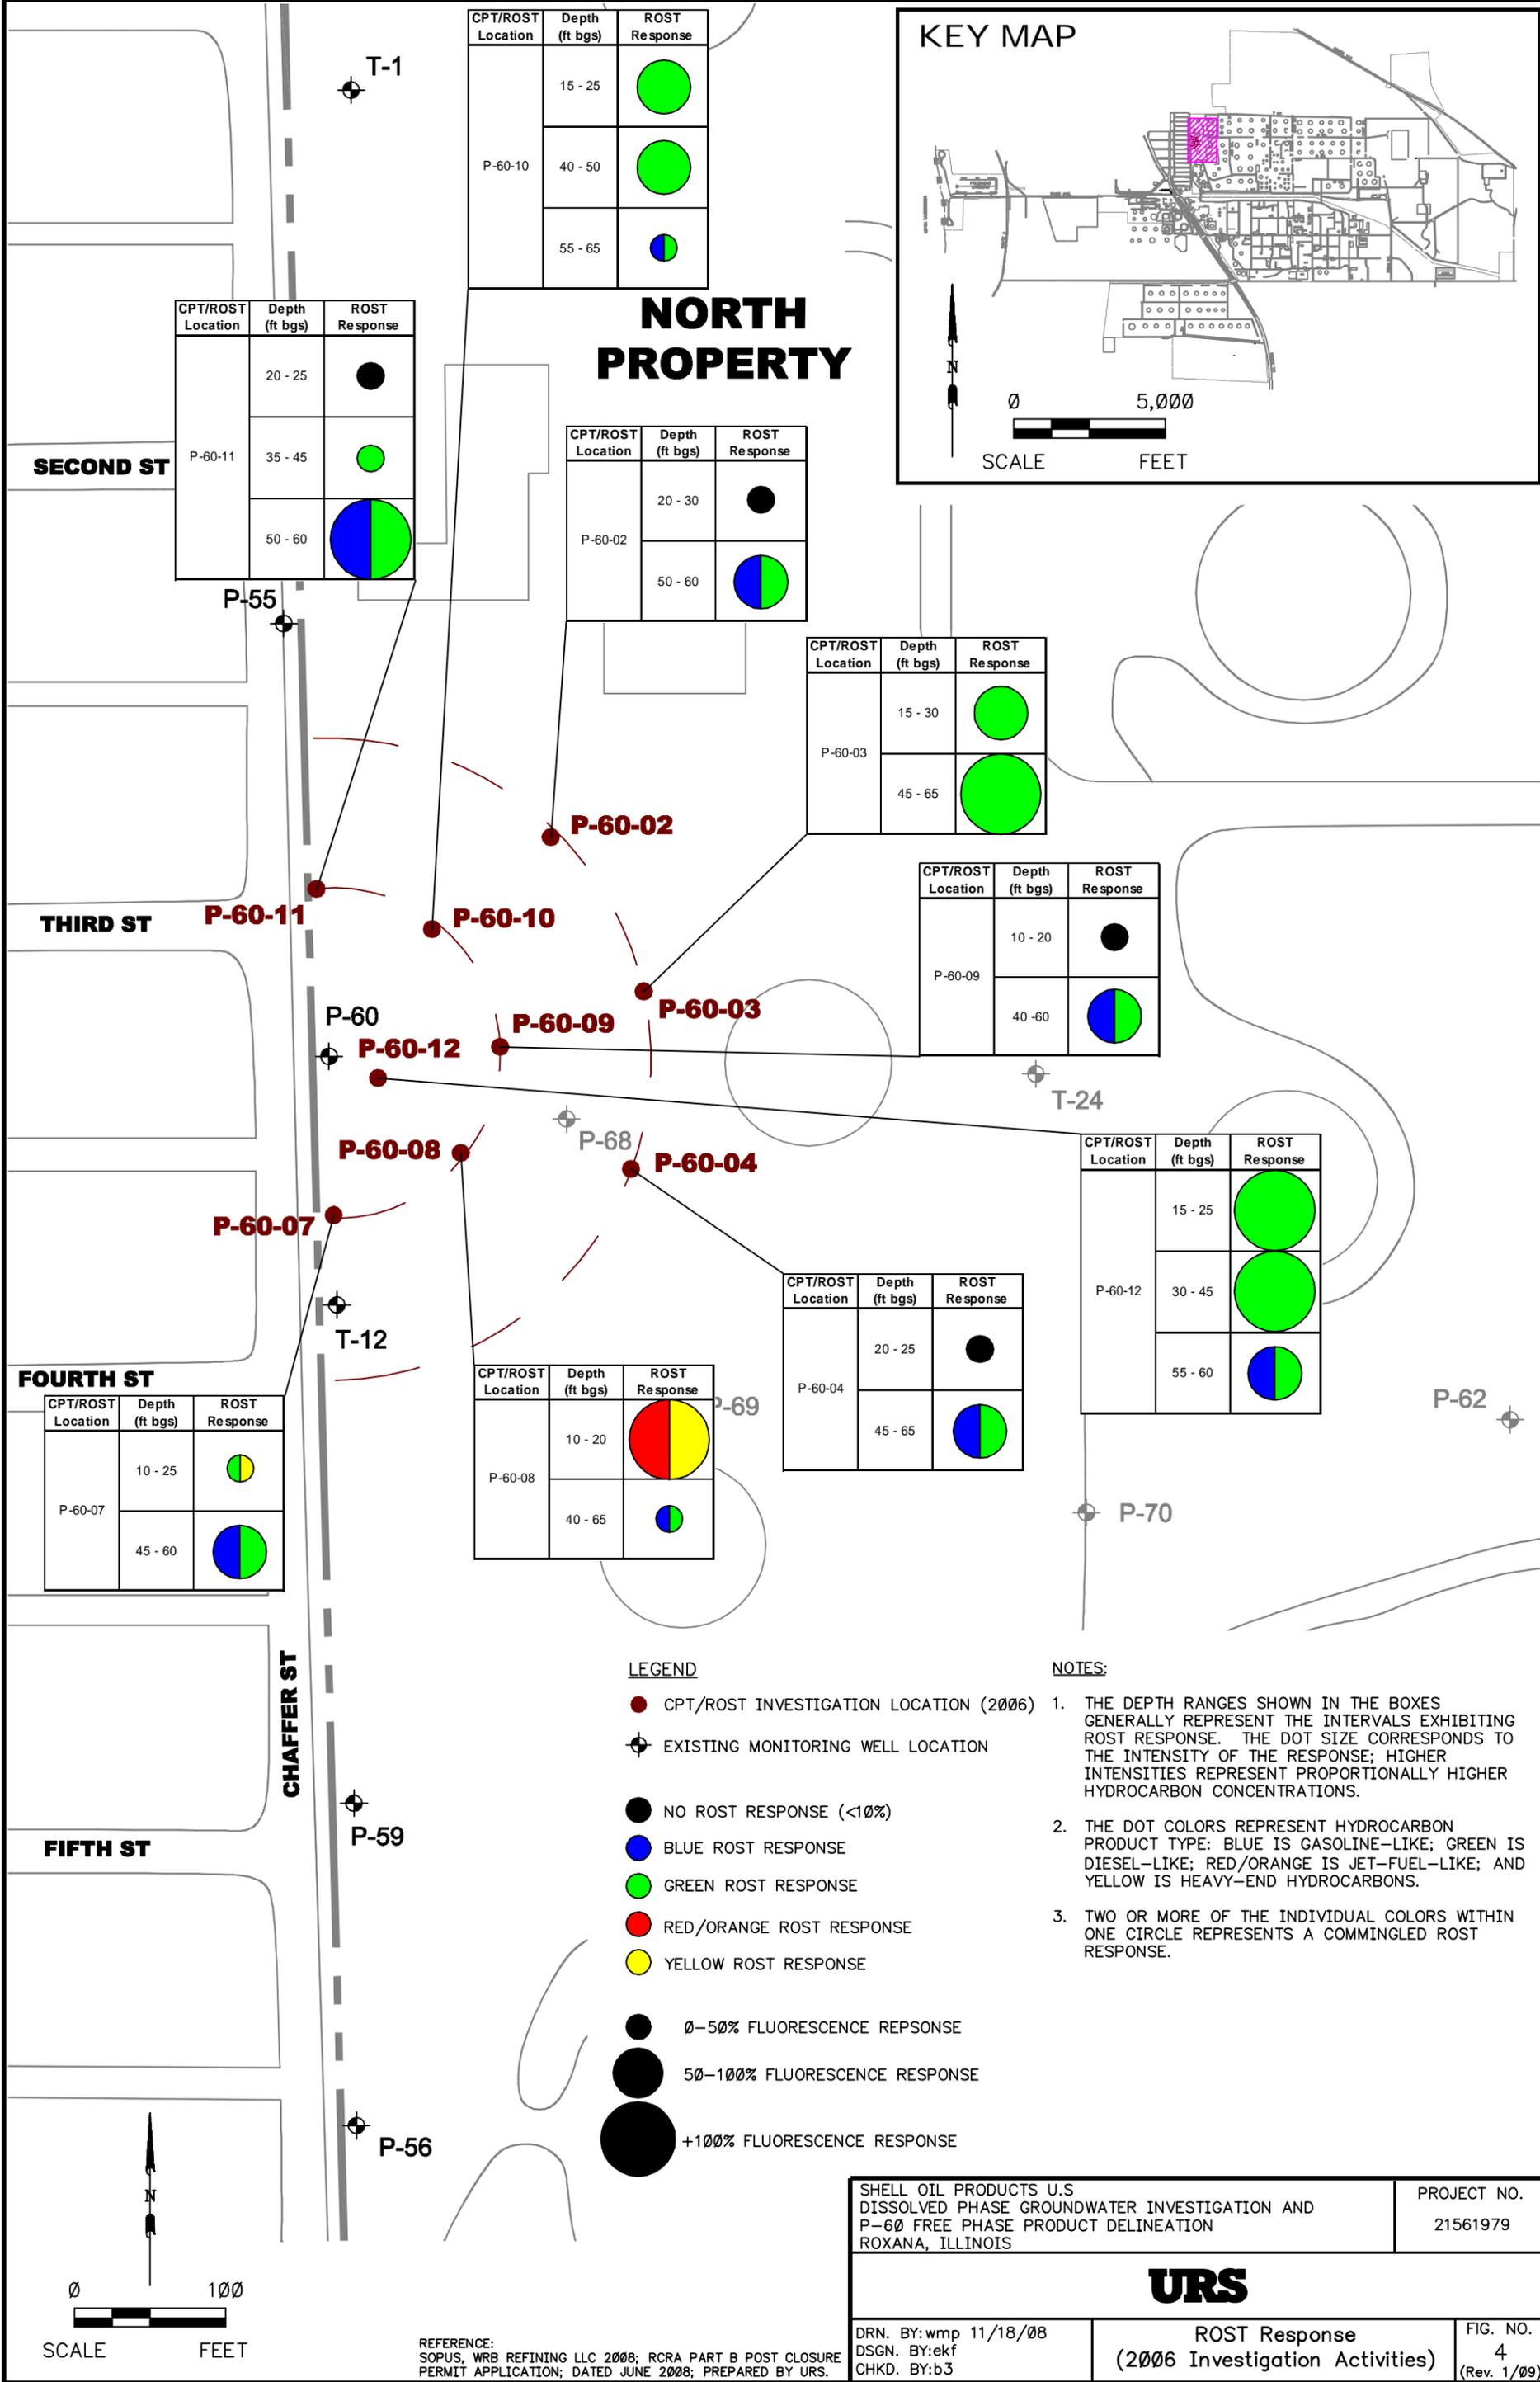 CPT/ROST Depth ROST
Location (ft bgs) Response
P-60-10
15 - 25
40 - 50
55 - 65
KEY MAP
N
0 5,000
SCALE FEET
T-1
NORTH
PROPERTY
CPT/ROST Depth ROST
Location (ft bgs) Response
P-60-11
20 - 25
35 - 45
50 - 60
SECOND ST
CPT/ROST Depth ROST
Location (ft bgs) Response
P-60-02
20 - 30
50 - 60
P-55
CPT/ROST Depth ROST
Location (ft bgs) Response
P-60-03
15 - 30
45 - 65
P-60-02
CPT/ROST Depth ROST
Location (ft bgs) Response
P-60-09
10 - 20
40 -60
P-60-11
P-60-10
THIRD ST
P-60-03
P-60
P-60-09
P-60-12
T-24
P-68
P-60-08
P-60-04
CPT/ROST Depth ROST
Location (ft bgs) Response
P-60-12
15 - 25
30 - 45
55 - 60
P-60-07
T-12
CPT/ROST Depth ROST
Location (ft bgs) Response
P-60-04
20 - 25
45 - 65
FOURTH ST
CPT/ROST Depth ROST
Location (ft bgs) Response
P-60-08
10 - 20
40 - 65
P-69
P-62
CPT/ROST Depth ROST
Location (ft bgs) Response
P-60-07
10 - 25
45 - 60
P-70
CHAFFER ST
P-59
FIFTH ST
P-56
LEGEND
CPT/ROST INVESTIGATION LOCATION (2006)
EXISTING MONITORING WELL LOCATION
NO ROST RESPONSE (<10%)
BLUE ROST RESPONSE
GREEN ROST RESPONSE
RED/ORANGE ROST RESPONSE
YELLOW ROST RESPONSE
0-50% FLUORESCENCE REPSONSE
50-100% FLUORESCENCE RESPONSE
+100% FLUORESCENCE RESPONSE
NOTES:
1. THE DEPTH RANGES SHOWN IN THE BOXES
GENERALLY REPRESENT THE INTERVALS EXHIBITING
ROST RESPONSE. THE DOT SIZE CORRESPONDS TO
THE INTENSITY OF THE RESPONSE; HIGHER
INTENSITIES REPRESENT PROPORTIONALLY HIGHER
HYDROCARBON CONCENTRATIONS.
2. THE DOT COLORS REPRESENT HYDROCARBON
PRODUCT TYPE: BLUE IS GASOLINE-LIKE; GREEN IS
DIESEL-LIKE; RED/ORANGE IS JET-FUEL-LIKE; AND
YELLOW IS HEAVY-END HYDROCARBONS.
3. TWO OR MORE OF THE INDIVIDUAL COLORS WITHIN
ONE CIRCLE REPRESENTS A COMMINGLED ROST
RESPONSE.
N
0 100
SCALE FEET
REFERENCE:
SOPUS, WRB REFINING LLC 2008; RCRA PART B POST CLOSURE
PERMIT APPLICATION; DATED JUNE 2008; PREPARED BY URS.
SHELL OIL PRODUCTS U.S
DISSOLVED PHASE GROUNDWATER INVESTIGATION AND
P-60 FREE PHASE PRODUCT DELINEATION
ROXANA, ILLINOIS
PROJECT NO.
21561979
URS
DRN. BY:wmp 11/18/08
DSGN. BY:ekf
CHKD. BY:b3
ROST Response
(2006 Investigation Activities)
FIG. NO.
4
(Rev. 1/09)